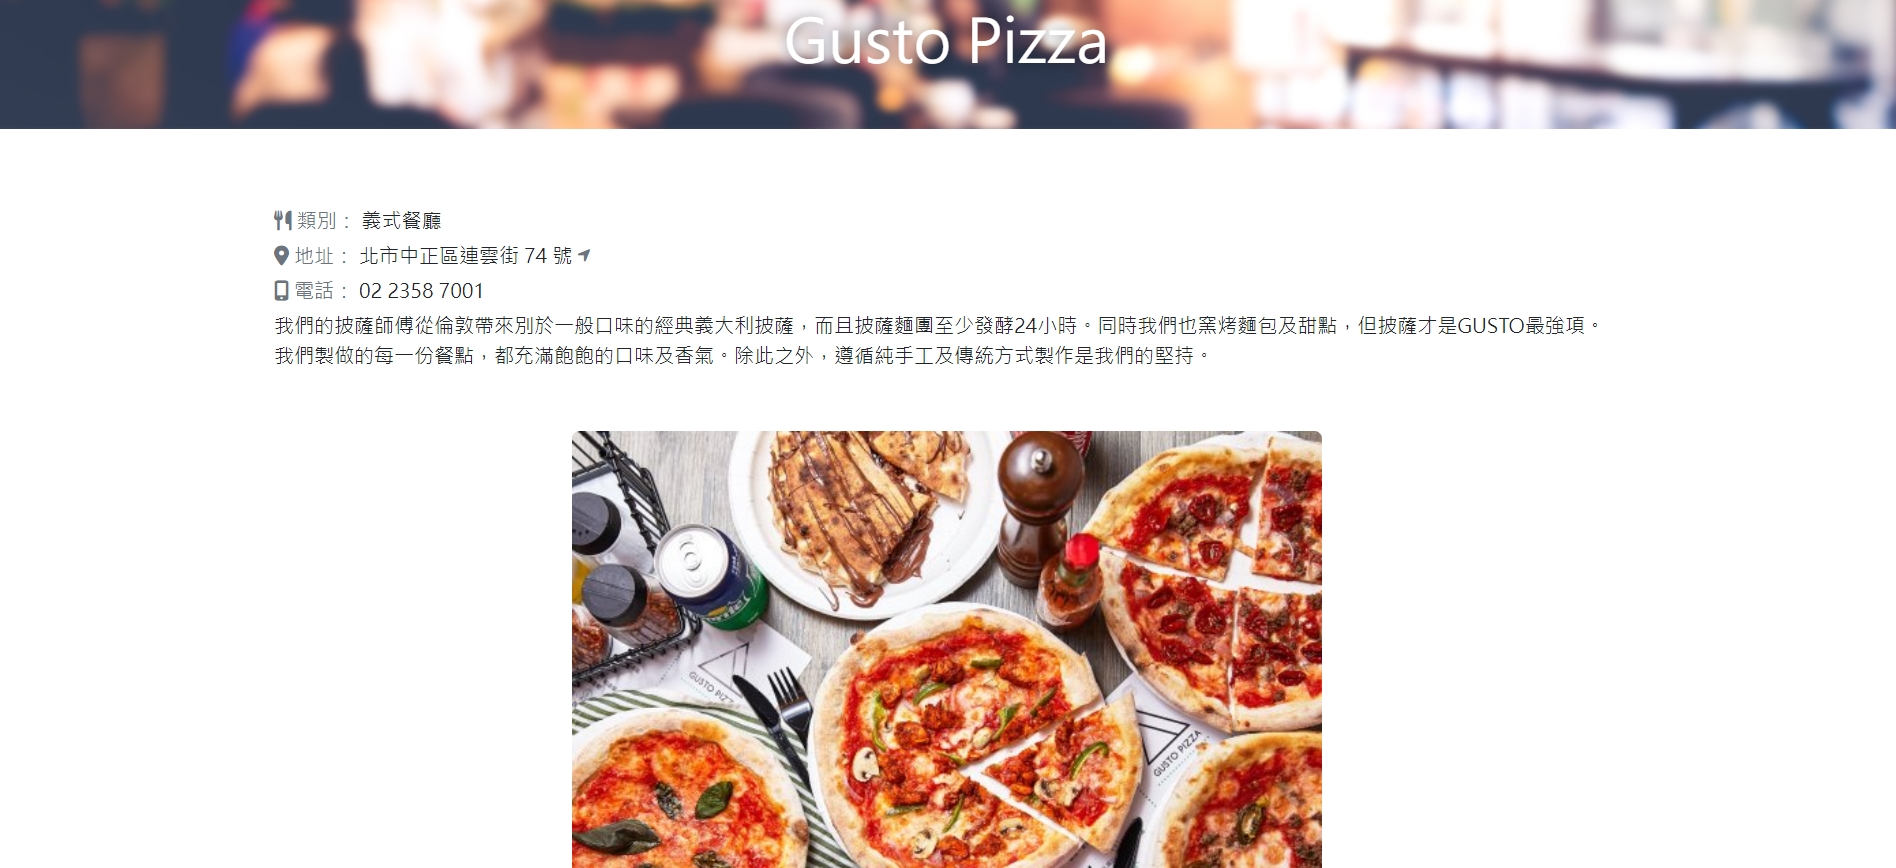 Gusto Pizza
類別： 義式餐廳
地址： 北市中正區連雲街 74 號
電話： 02 2358 7001
我們的披薩師傅從倫敦帶來別於一般口味的經典義大利披薩，而且披薩麵團至少發酵24小時。同時我們也窯烤麵包及甜點，但披薩才是GUSTO最強項。
我們製做的每一份餐點，都充滿飽飽的口味及香氣。除此之外，遵循純手工及傳統方式製作是我們的堅持。
GUSTO PIZZ
GUSTO PIZZA